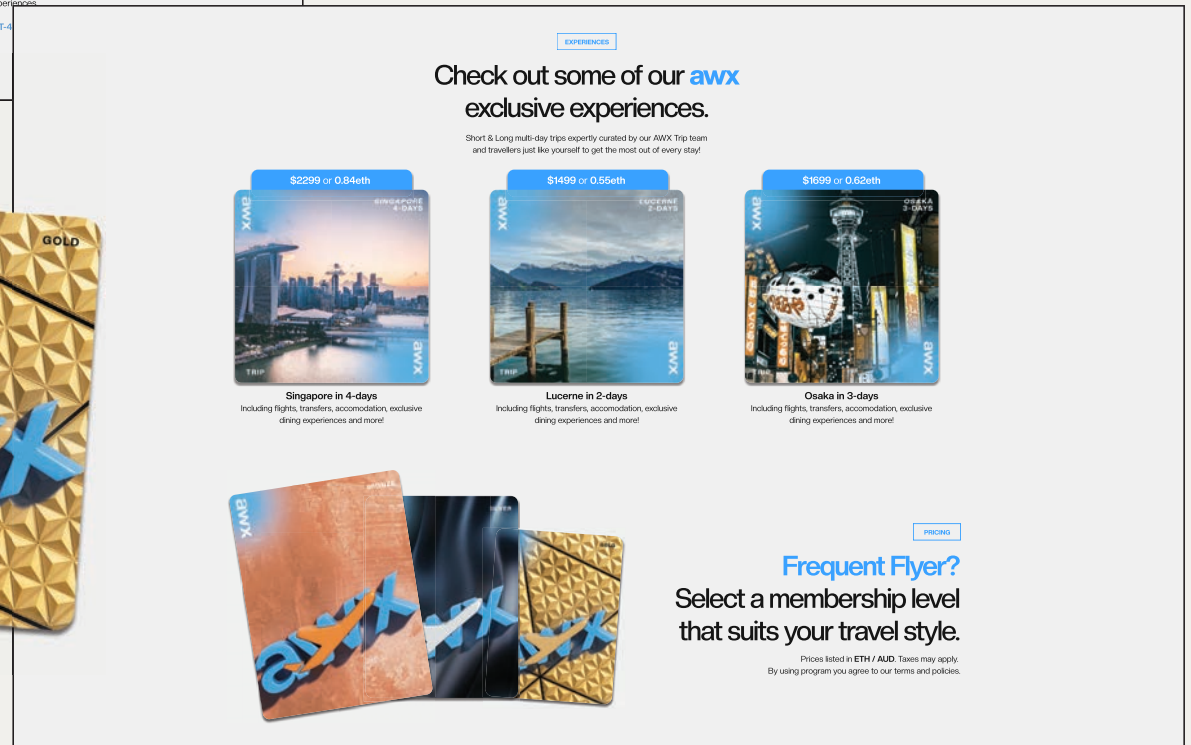 periences.
T-4
GOLD
EXPERIENCES
Check out some of our awx
exclusive experiences.
Short & Long multi-day trips expertly curated by our AWX Trip team
and travellers just like yourself to get the most out of every stay!
$2299 or 0.84eth
awx
SINGAPORE
4-DAYS
TRIP
awx
Singapore in 4-days
Including flights, transfers, accomodation, exclusive
dining experiences and more!
$1499 or 0.55eth
awx
LUCERNE
2-DAYS
TRIP
awx
Lucerne in 2-days
Including flights, transfers, accomodation, exclusive
dining experiences and more!
$1699 or 0.62eth
awx
OSAKA
3-DAYS
TRIP
awx
Osaka in 3-days
Including flights, transfers, accomodation, exclusive
dining experiences and more!
awx
BRONZE
awx
SILVER
GOLD
PRICING
Frequent Flyer?
Select a membership level
that suits your travel style.
Prices listed in ETH / AUD. Taxes may apply.
By using program you agree to our terms and policies.